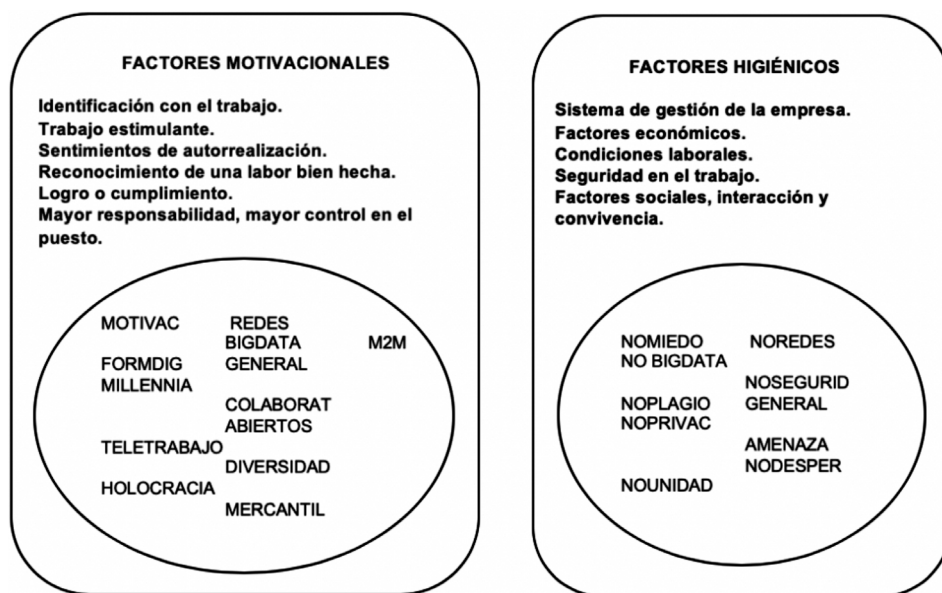 FACTORES MOTIVACIONALES
Identificación con el trabajo.
Trabajo estimulante.
Sentimientos de autorrealización.
Reconocimiento de una labor bien hecha.
Logro o cumplimiento.
Mayor responsabilidad, mayor control en el
puesto.
MOTIVAC REDES
BIGDATA M2M
FORMDIG GENERAL
MILLENNIA
COLABORAT
ABIERTOS
TELETRABAJO
DIVERSIDAD
HOLOCRACIA
MERCANTIL
FACTORES HIGIÉNICOS
Sistema de gestión de la empresa.
Factores económicos.
Condiciones laborales.
Seguridad en el trabajo.
Factores sociales, interacción y
convivencia.
NOMIEDO NOREDES
NO BIGDATA
NOSEGURID
NOPLAGIO GENERAL
NOPRIVAC
AMENAZA
NODESPER
NOUNIDAD